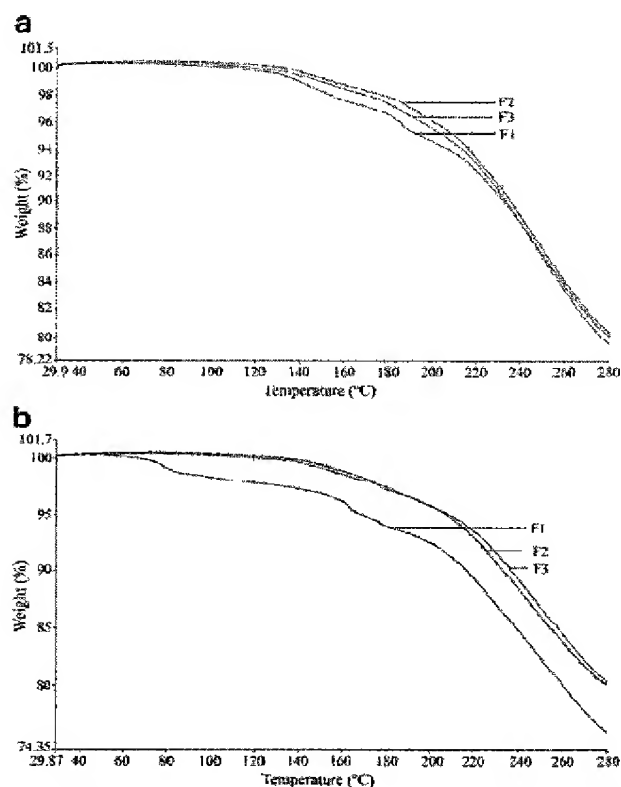 a
101.5
100
98
96
94
92
90
88
86
84
82
80
78.22
Weight (%)
F2
F3
F1
29.9 40 60 80 100 120 140 160 180 200 220 240 260 280
Temperature (°C)
b
101.7
100
95
90
85
80
74.35
Weight (%)
F1
F2
F3
29.87 40 60 80 100 120 140 160 180 200 220 240 260 280
Temperature (°C)